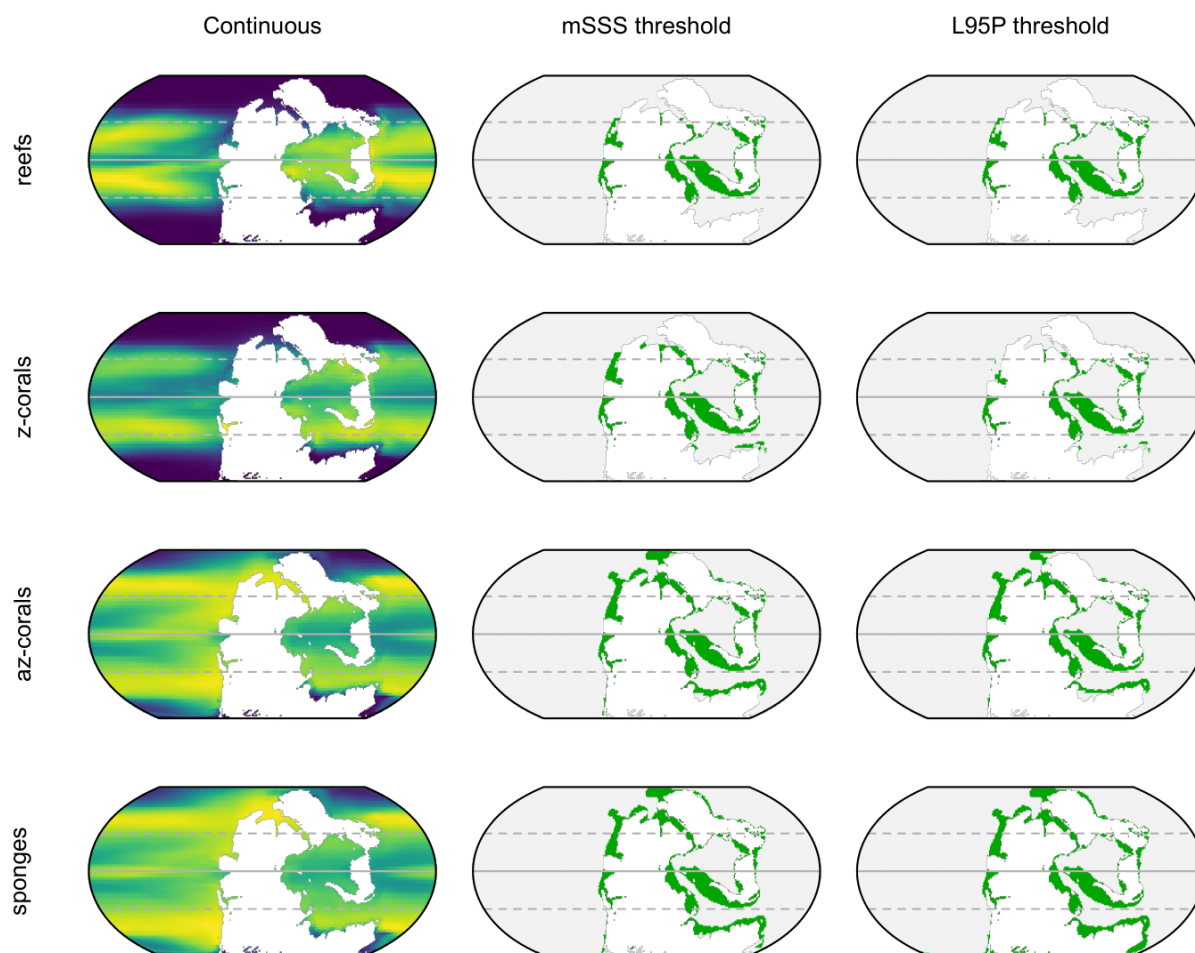 Continuous mSSS threshold L95P threshold
reefs
z-corals
az-corals
sponges